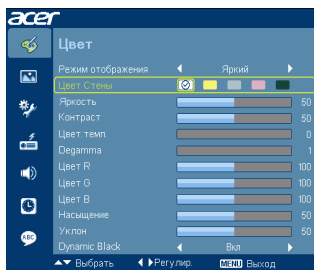 acer
Цвет
Режим отображения Яркий
Цвет Стены
Яркость 50
Контраст 50
Цвет темп. 0
Degamma 1
Цвет R 100
Цвет G 100
Цвет B 100
Насыщение 50
Уклон 50
Dynamic Black Вкл
Выбрать Регулир. MENU Выход
ABC